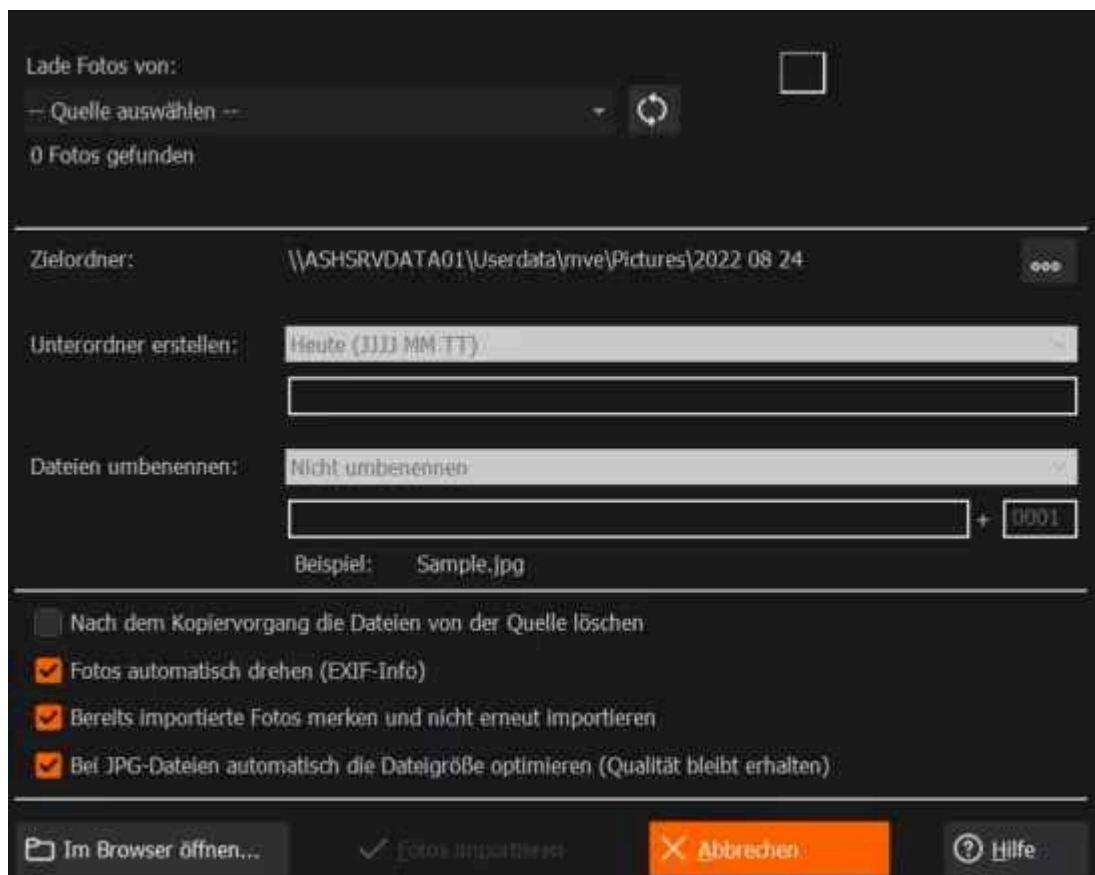 Lade Fotos von:
-- Quelle auswählen --
0 Fotos gefunden
Zielordner: \\ASHSRVDATA01\Userdata\mve\Pictures\2022 08 24
Unterordner erstellen: Heute (JJJJ MM TT)
Dateien umbenennen: Nicht umbenennen
+ 0001
Beispiel: Sample.jpg
Nach dem Kopiervorgang die Dateien von der Quelle löschen
Fotos automatisch drehen (EXIF-Info)
Bereits importierte Fotos merken und nicht erneut importieren
Bei JPG-Dateien automatisch die Dateigröße optimieren (Qualität bleibt erhalten)
Im Browser öffnen... Fotos importieren Abbrechen Hilfe